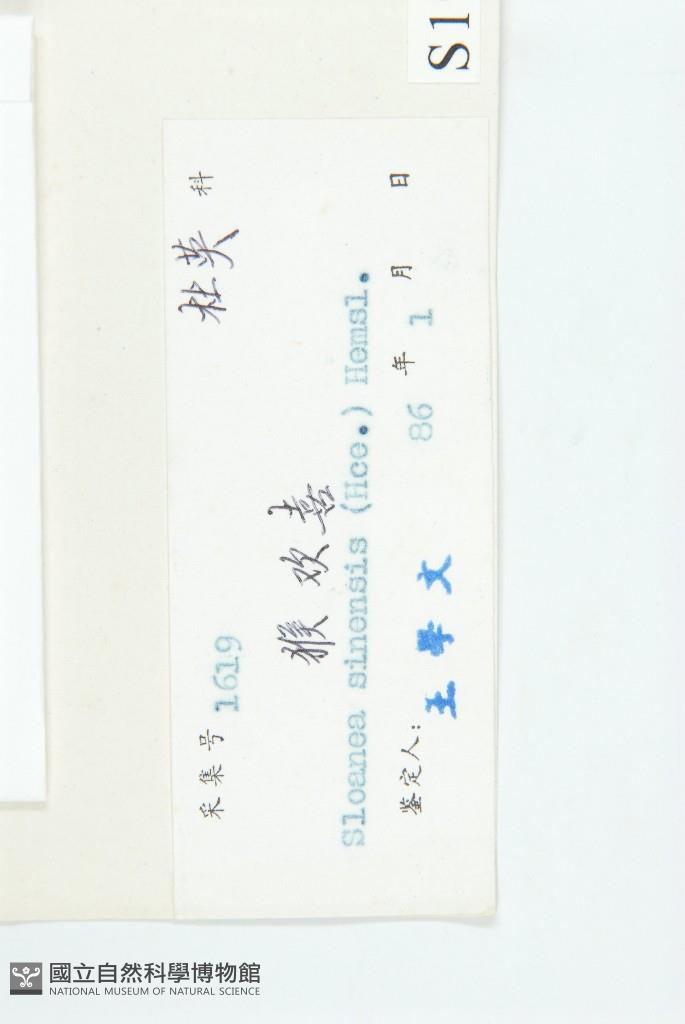 S1
采集号 1619 杜英 科
猴欢喜
Sloanea sinensis (Hce.) Hemsl.
鉴定人: 王学文 86 年 1 月 日
國立自然科學博物館
NATIONAL MUSEUM OF NATURAL SCIENCE